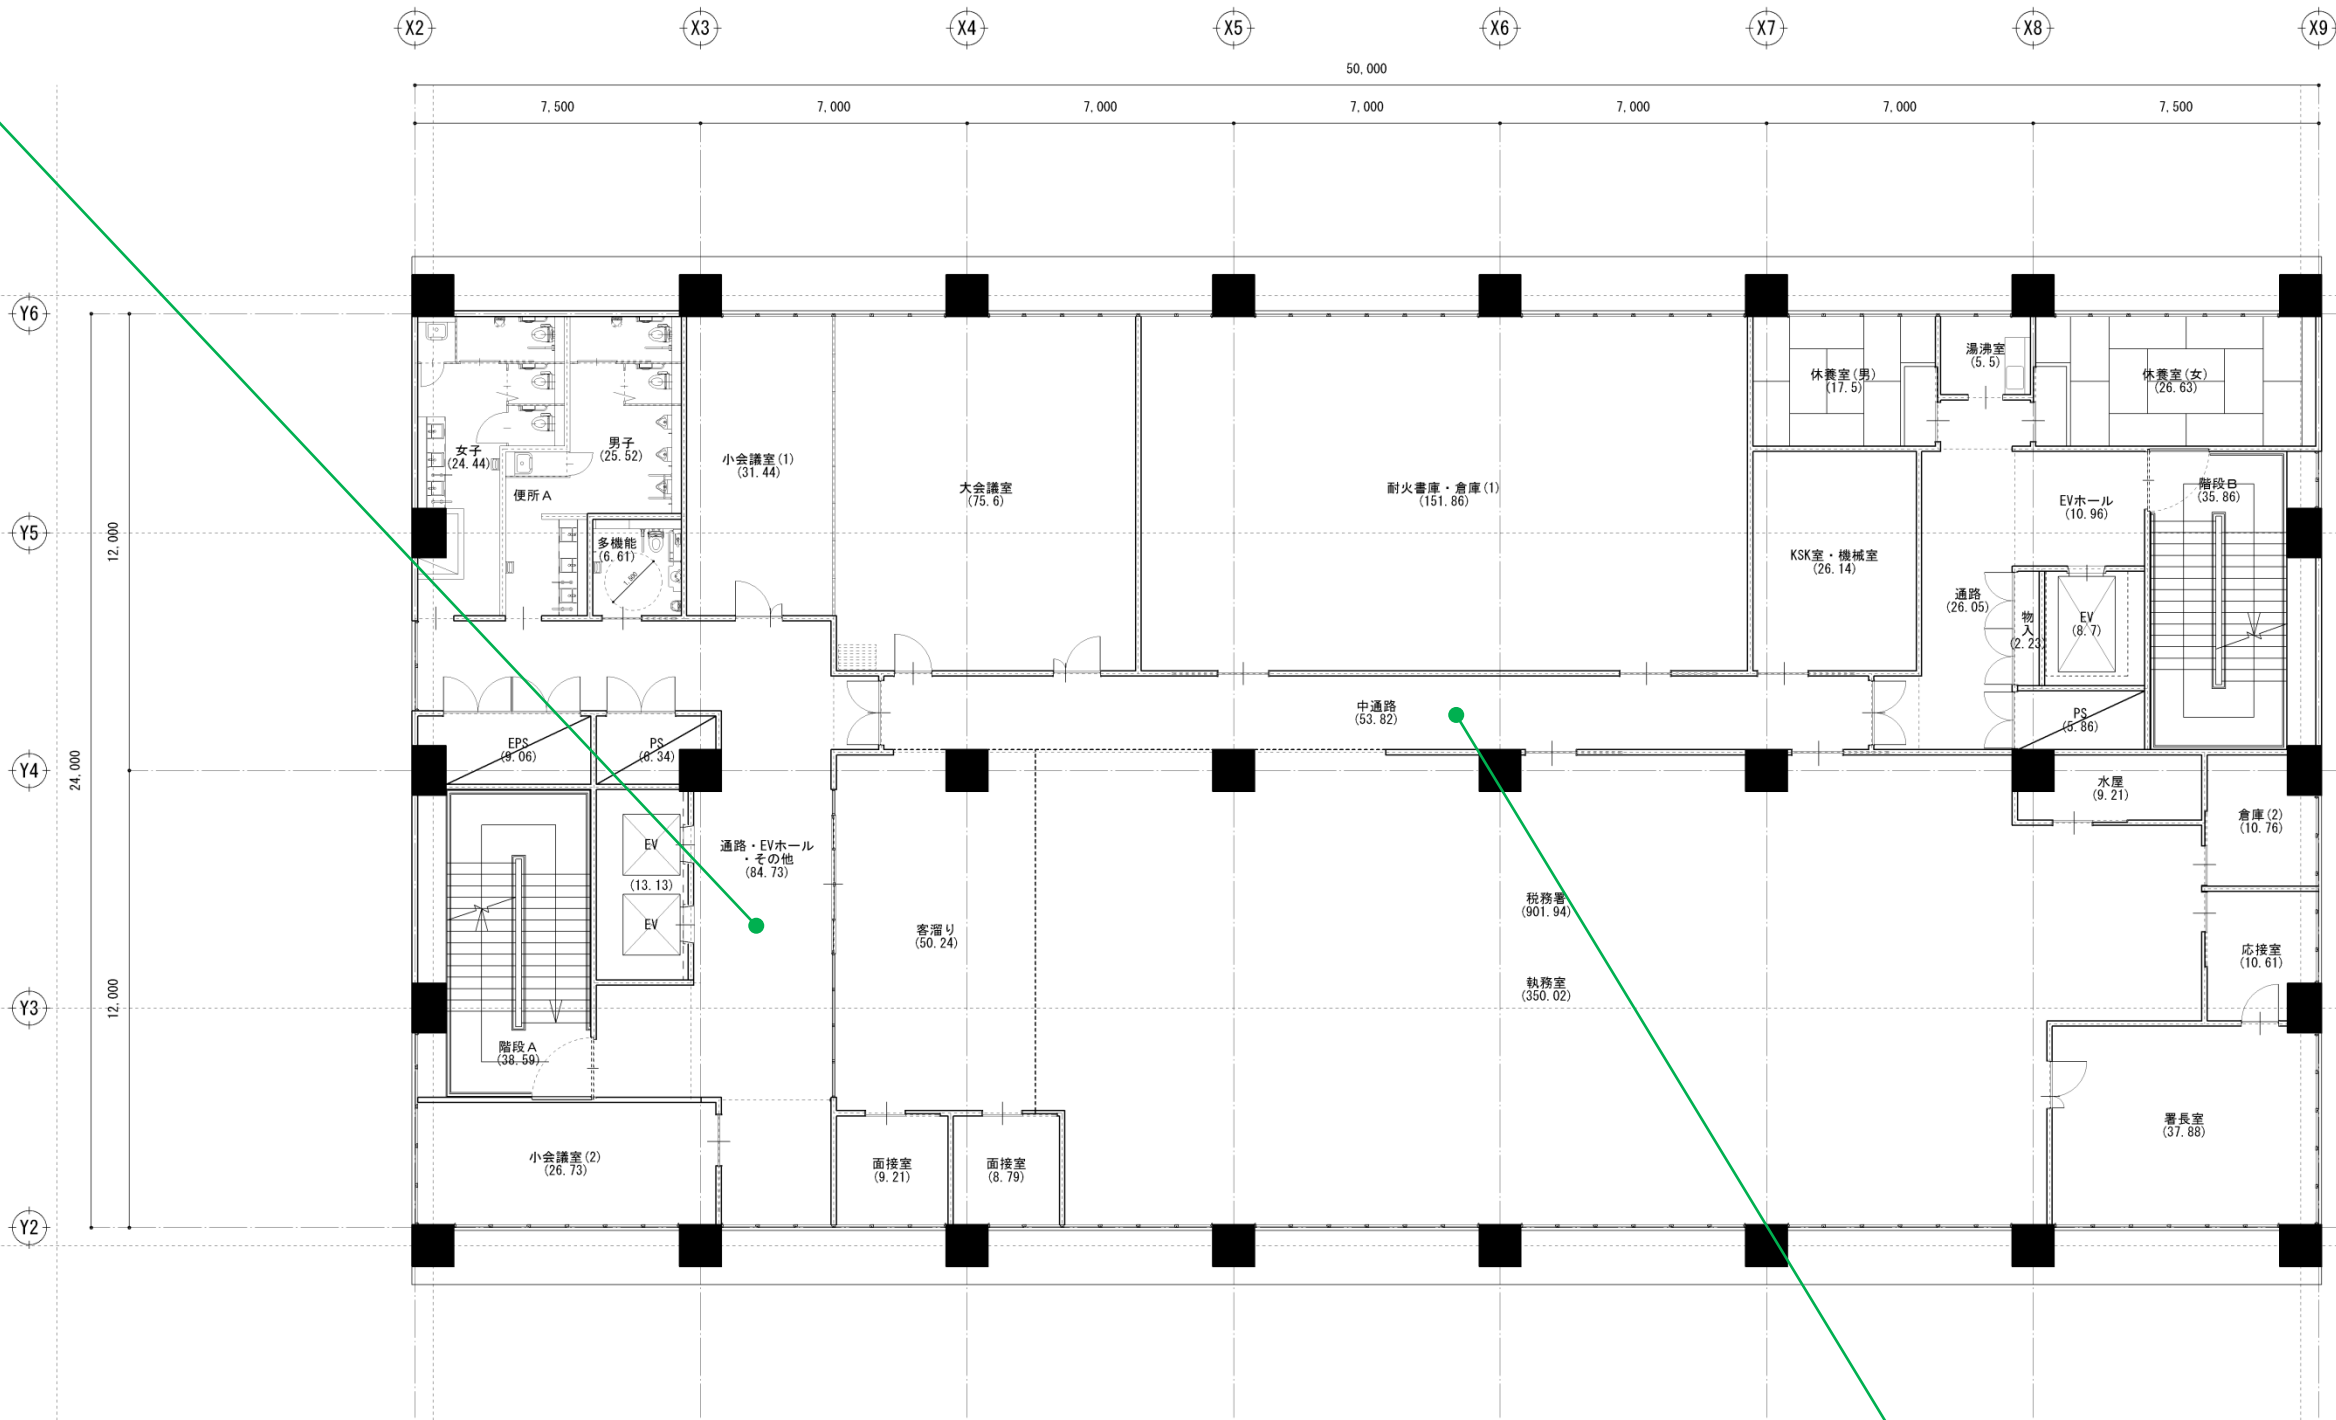 X2 X3 X4 X5 X6 X7 X8 X9
50,000
7,500 7,000 7,000 7,000 7,000 7,000 7,500
Y6
Y5
Y4
Y3
Y2
12,000
24,000
12,000
女子
(24.44)
男子
(25.52)
便所A
多機能
(6.61)
1,500
小会議室(1)
(31.44)
大会議室
(75.6)
耐火書庫・倉庫(1)
(151.86)
休養室(男)
(17.5)
湯沸室
(5.5)
休養室(女)
(26.63)
KSK室・機械室
(26.14)
EVホール
(10.96)
階段B
(35.86)
通路
(26.05)
物入
(2.23)
EV
(8.7)
PS
(5.86)
中通路
(53.82)
EPS
(9.06)
PS
(6.34)
EV
(13.13)
EV
通路・EVホール
・その他
(84.73)
階段A
(38.59)
客溜り
(50.24)
税務署
(901.94)
執務室
(350.02)
水屋
(9.21)
倉庫(2)
(10.76)
応接室
(10.61)
署長室
(37.88)
小会議室(2)
(26.73)
面接室
(9.21)
面接室
(8.79)